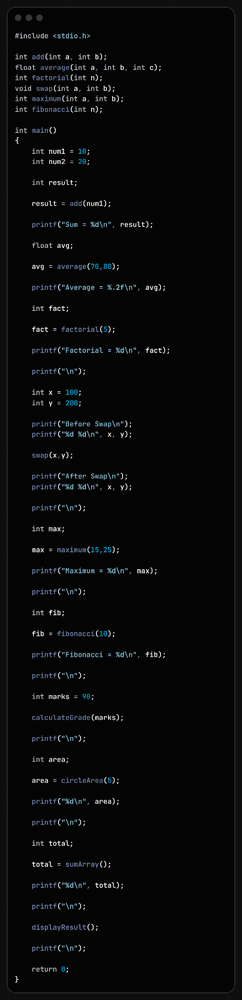 #include <stdio.h>

int add(int a, int b);
float average(int a, int b, int c);
int factorial(int n);
void swap(int a, int b);
int maximum(int a, int b);
int fibonacci(int n);

int main()
{
    int num1 = 10;
    int num2 = 20;

    int result;

    result = add(num1);

    printf("Sum = %d\n", result);

    float avg;

    avg = average(70,80);

    printf("Average = %.2f\n", avg);

    int fact;

    fact = factorial(5);

    printf("Factorial = %d\n", fact);

    printf("\n");

    int x = 100;
    int y = 200;

    printf("Before Swap\n");
    printf("%d %d\n", x, y);

    swap(x,y);

    printf("After Swap\n");
    printf("%d %d\n", x, y);

    printf("\n");

    int max;

    max = maximum(15,25);

    printf("Maximum = %d\n", max);

    printf("\n");

    int fib;

    fib = fibonacci(10);

    printf("Fibonacci = %d\n", fib);

    printf("\n");

    int marks = 90;

    calculateGrade(marks);

    printf("\n");

    int area;

    area = circleArea(5);

    printf("%d\n", area);

    printf("\n");

    int total;

    total = sumArray();

    printf("%d\n", total);

    printf("\n");

    displayResult();

    printf("\n");

    return 0;
}